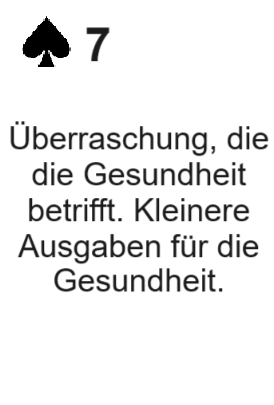 ♠ 7
Überraschung, die
die Gesundheit
betrifft. Kleinere
Ausgaben für die
Gesundheit.